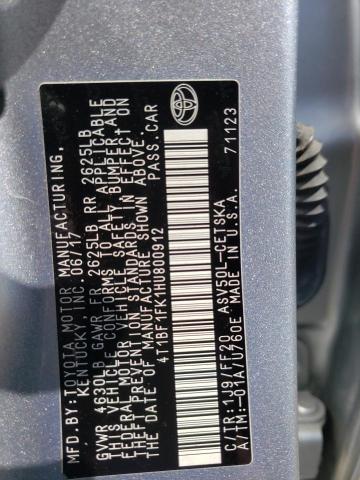 MFD.BY:TOYOTA MOTOR MANUFACTURING,
KENTUCKY, INC. 06/17
GVWR 4630LB GAWR FR 2625LB RR 2625LB
THIS VEHICLE CONFORMS TO ALL APPLICABLE
FEDERAL MOTOR VEHICLE SAFETY, BUMPER, AND
THEFT PREVENTION STANDARDS IN EFFECT ON
THE DATE OF MANUFACTURE SHOWN ABOVE.
4T1BF1FK1HU800912 PASS.CAR
C/TR:1J9/FF20 ASV50L-CETSKA
A/TM:-01A/U760E MADE IN U.S.A.
71123